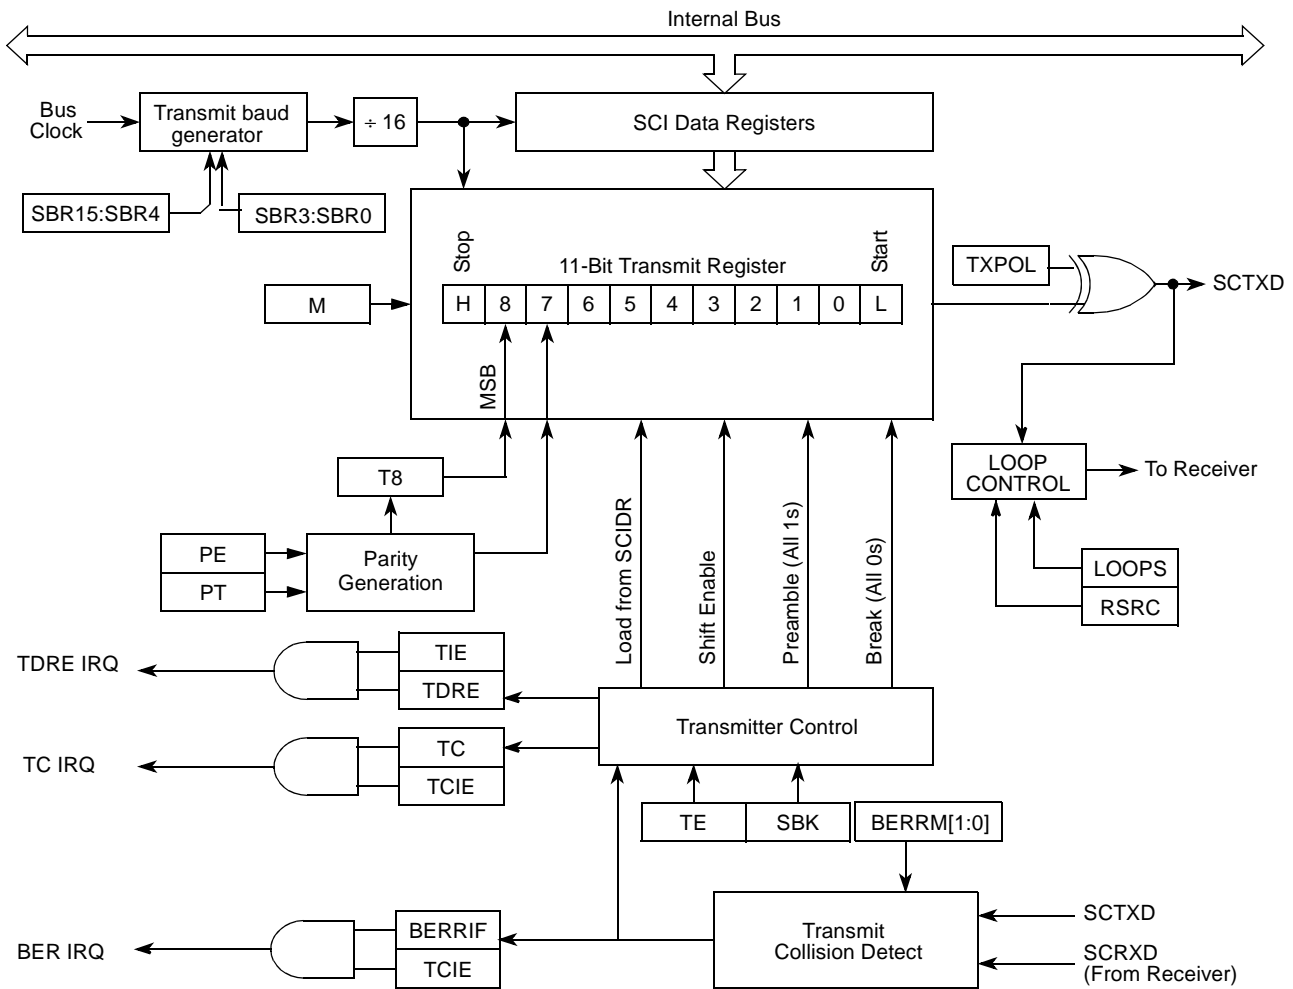 Internal Bus
Bus
Clock
Transmit baud
generator
÷ 16
SCI Data Registers
SBR15:SBR4
SBR3:SBR0
Stop
11-Bit Transmit Register
Start
M
H 8 7 6 5 4 3 2 1 0 L
TXPOL
SCTXD
MSB
T8
LOOP
CONTROL
To Receiver
PE
PT
Parity
Generation
Load from SCIDR
Shift Enable
Preamble (All 1s)
Break (All 0s)
LOOPS
RSRC
TDRE IRQ
TIE
TDRE
Transmitter Control
TC IRQ
TC
TCIE
TE
SBK
BERRM[1:0]
BER IRQ
BERRIF
TCIE
Transmit
Collision Detect
SCTXD
SCRXD
(From Receiver)